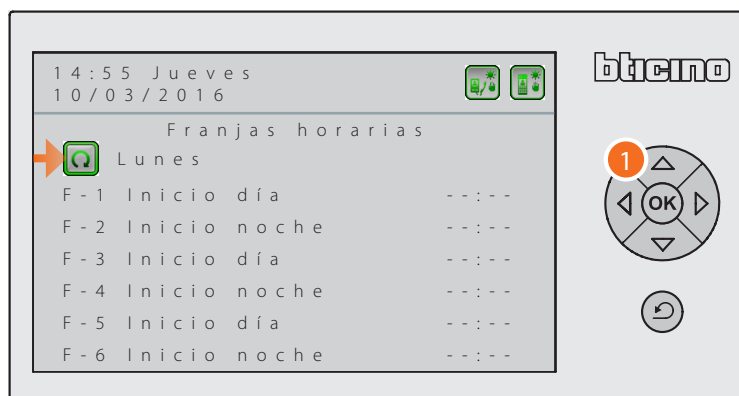 14:55 Jueves
10/03/2016
bticino
Franjas horarias
Lunes
F-1 Inicio día --:--
F-2 Inicio noche --:--
F-3 Inicio día --:--
F-4 Inicio noche --:--
F-5 Inicio día --:--
F-6 Inicio noche --:--
1
OK